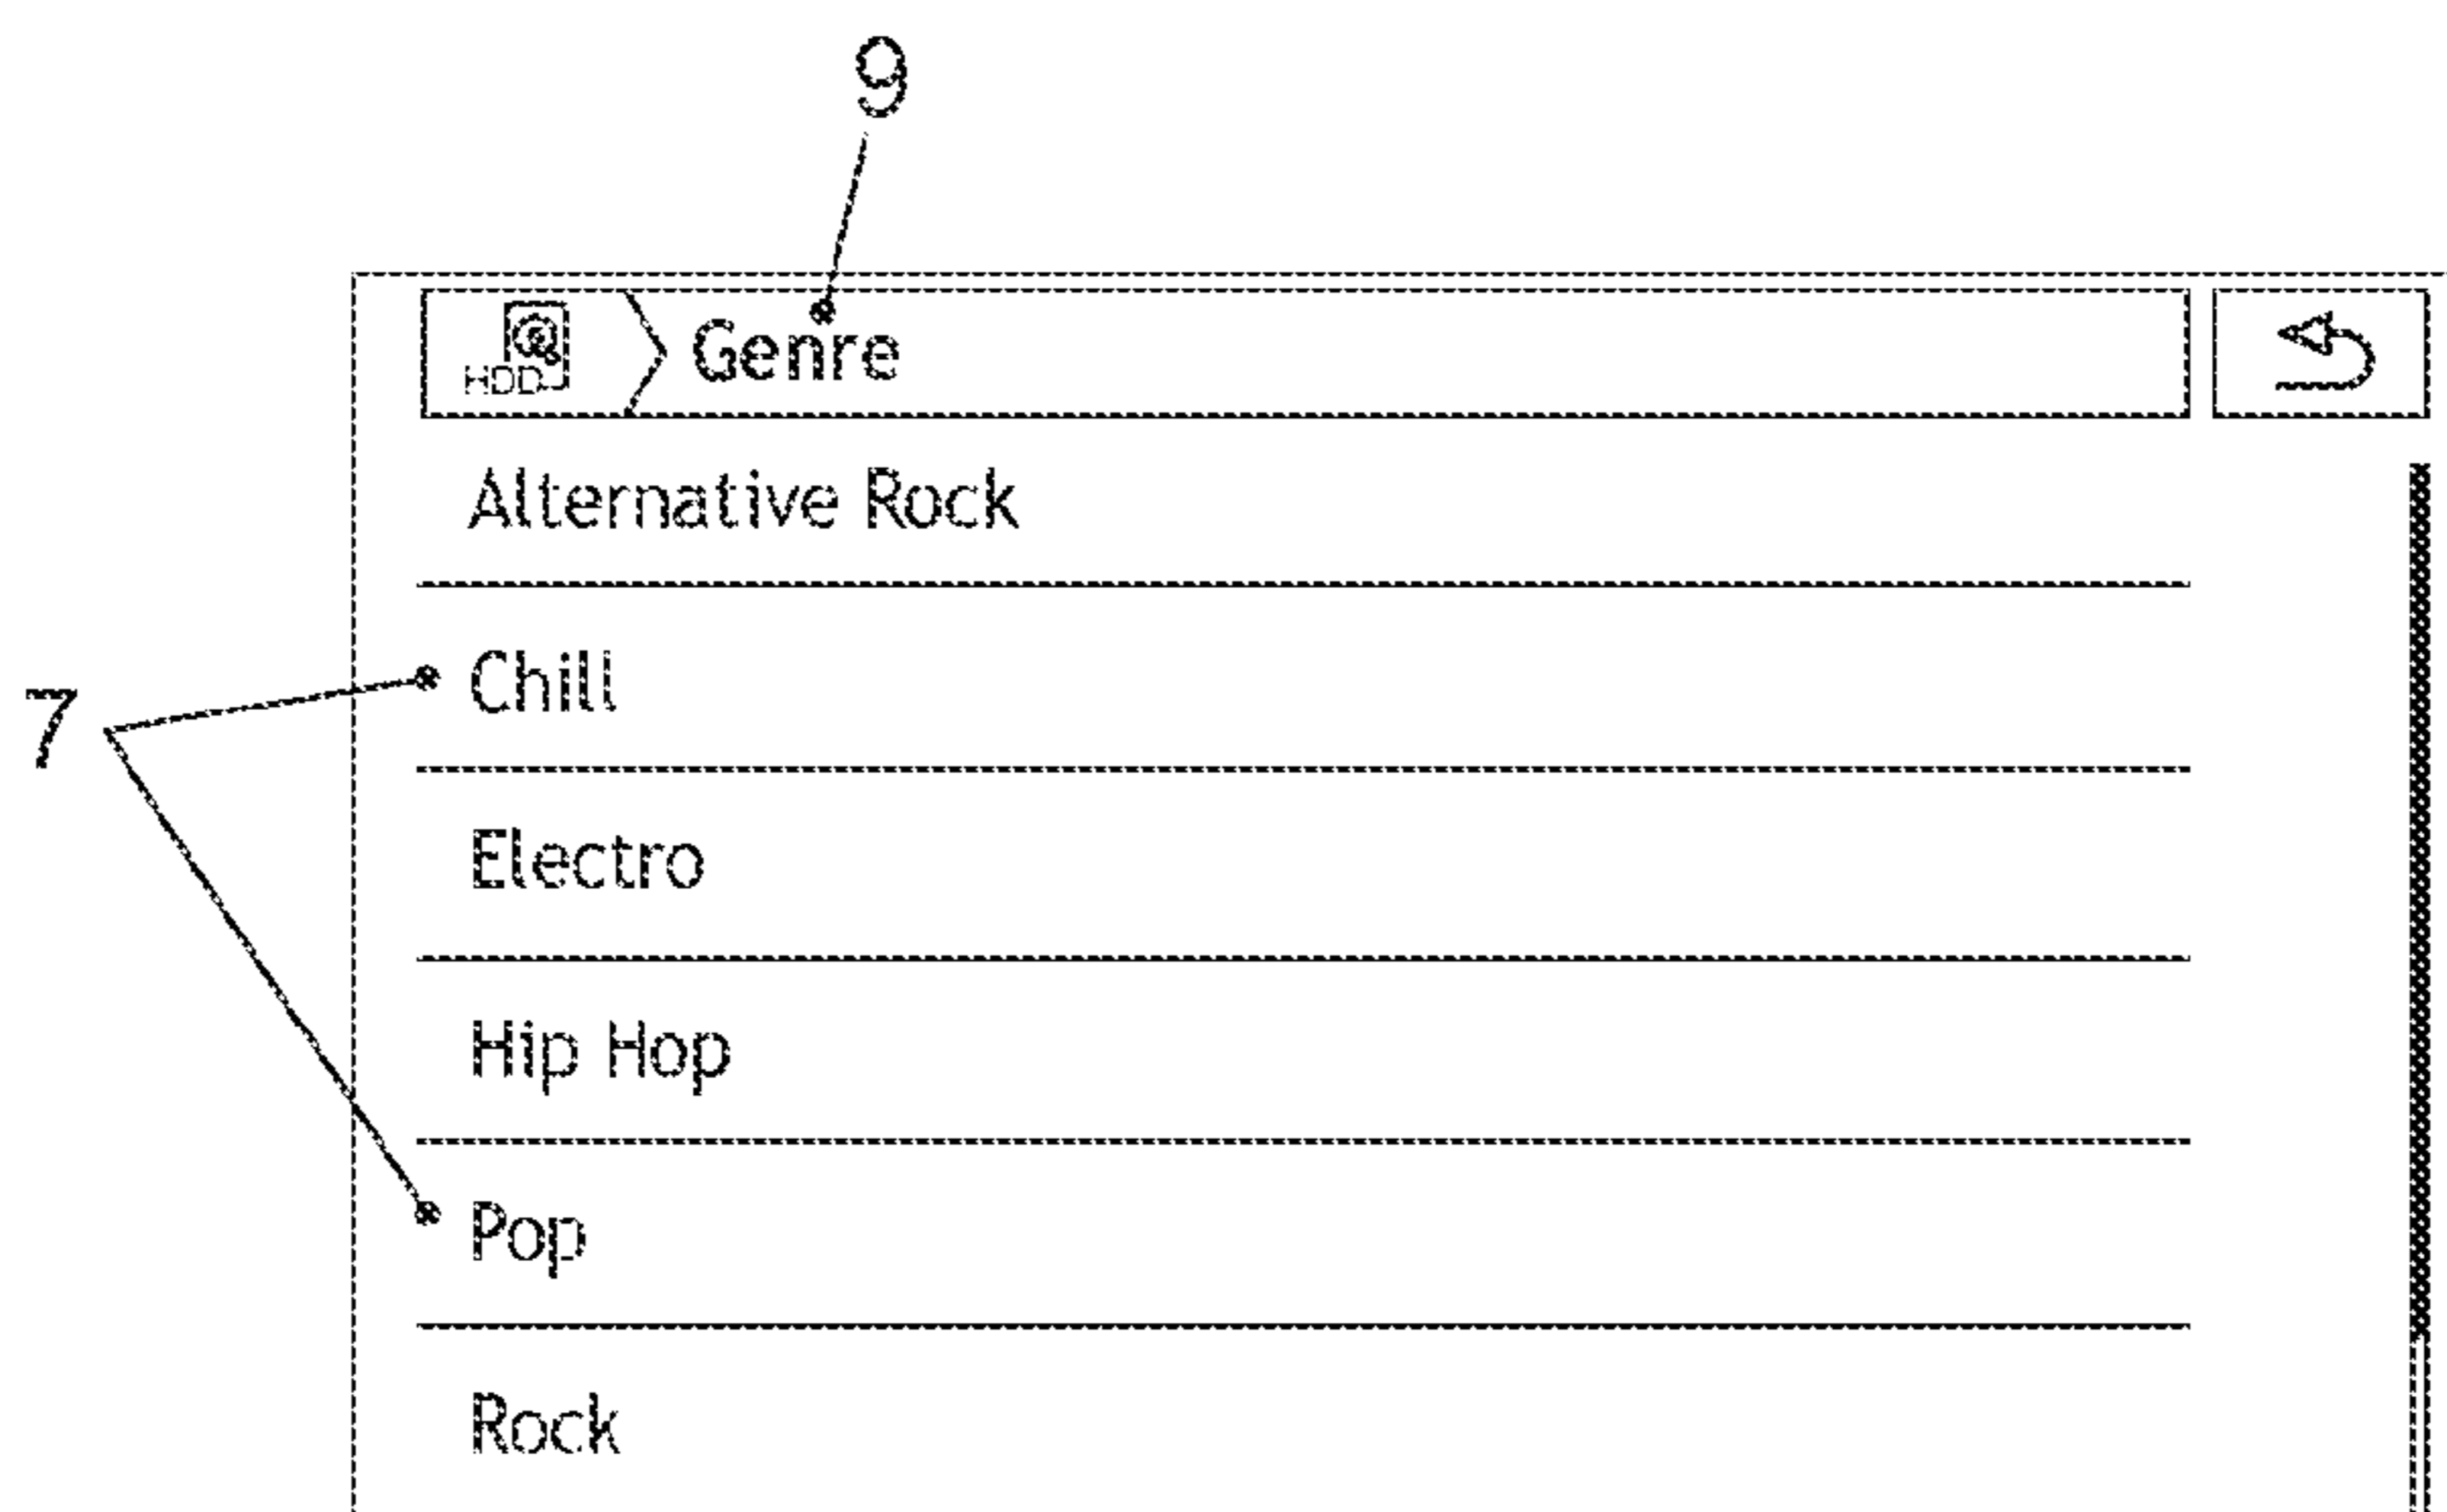 9
HDD Genre
Alternative Rock
Chill
7
Electro
Hip Hop
Pop
Rock